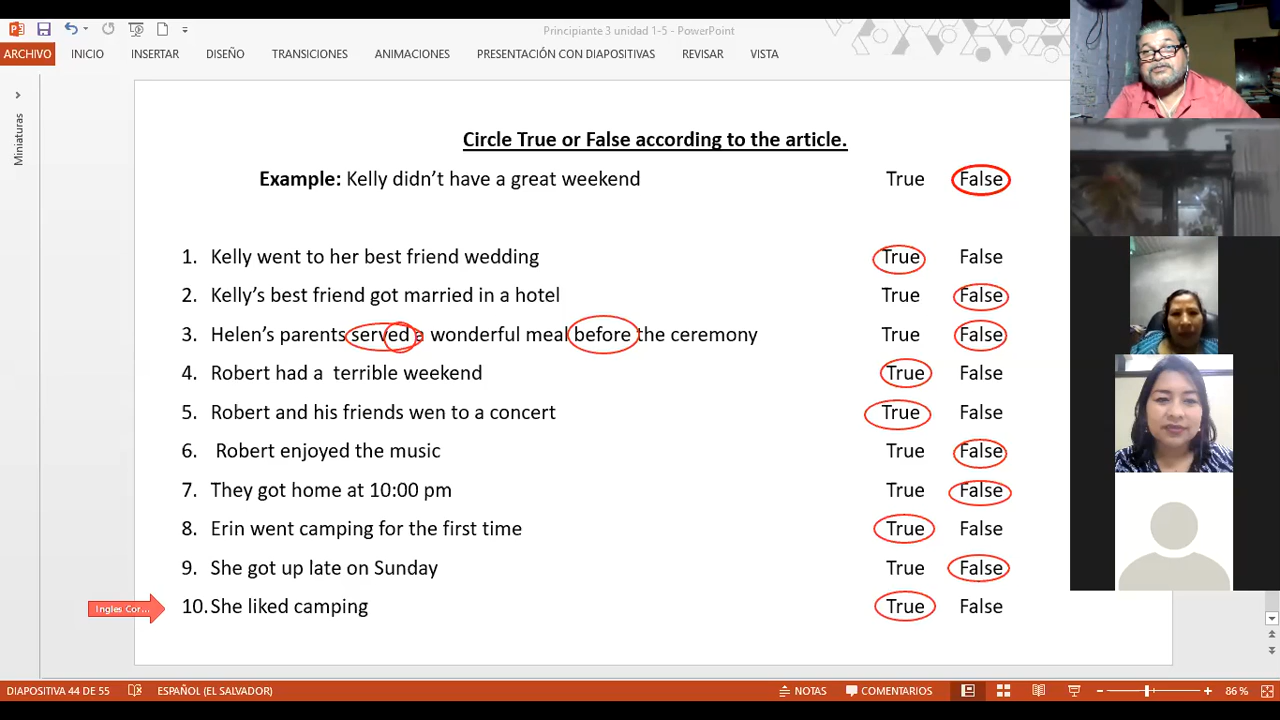 Principiante 3 unidad 1-5 - PowerPoint
ARCHIVO INICIO INSERTAR DISEÑO TRANSICIONES ANIMACIONES PRESENTACIÓN CON DIAPOSITIVAS REVISAR VISTA
Miniaturas
Circle True or False according to the article.
Example: Kelly didn't have a great weekend True False
1. Kelly went to her best friend wedding True False
2. Kelly's best friend got married in a hotel True False
3. Helen's parents served a wonderful meal before the ceremony True False
4. Robert had a terrible weekend True False
5. Robert and his friends wen to a concert True False
6. Robert enjoyed the music True False
7. They got home at 10:00 pm True False
8. Erin went camping for the first time True False
9. She got up late on Sunday True False
Ingles Cor...
10. She liked camping True False
DIAPOSITIVA 44 DE 55 ESPAÑOL (EL SALVADOR) NOTAS COMENTARIOS 86 %